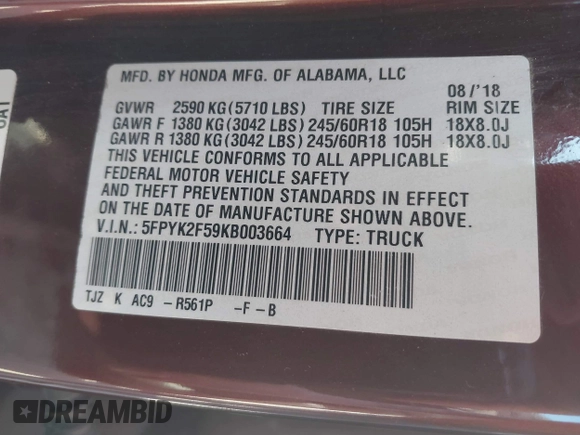 MFD. BY HONDA MFG. OF ALABAMA, LLC
08 /'18
GVWR 2590 KG (5710 LBS) TIRE SIZE RIM SIZE
GAWR F 1380 KG (3042 LBS) 245/60R18 105H 18X8.0J
GAWR R 1380 KG (3042 LBS) 245/60R18 105H 18X8.0J
THIS VEHICLE CONFORMS TO ALL APPLICABLE
FEDERAL MOTOR VEHICLE SAFETY
AND THEFT PREVENTION STANDARDS IN EFFECT
ON THE DATE OF MANUFACTURE SHOWN ABOVE.
V.I.N.: 5FPYK2F59KB003664 TYPE: TRUCK
TJZ K AC9 - R561P - F - B
DREAMBID